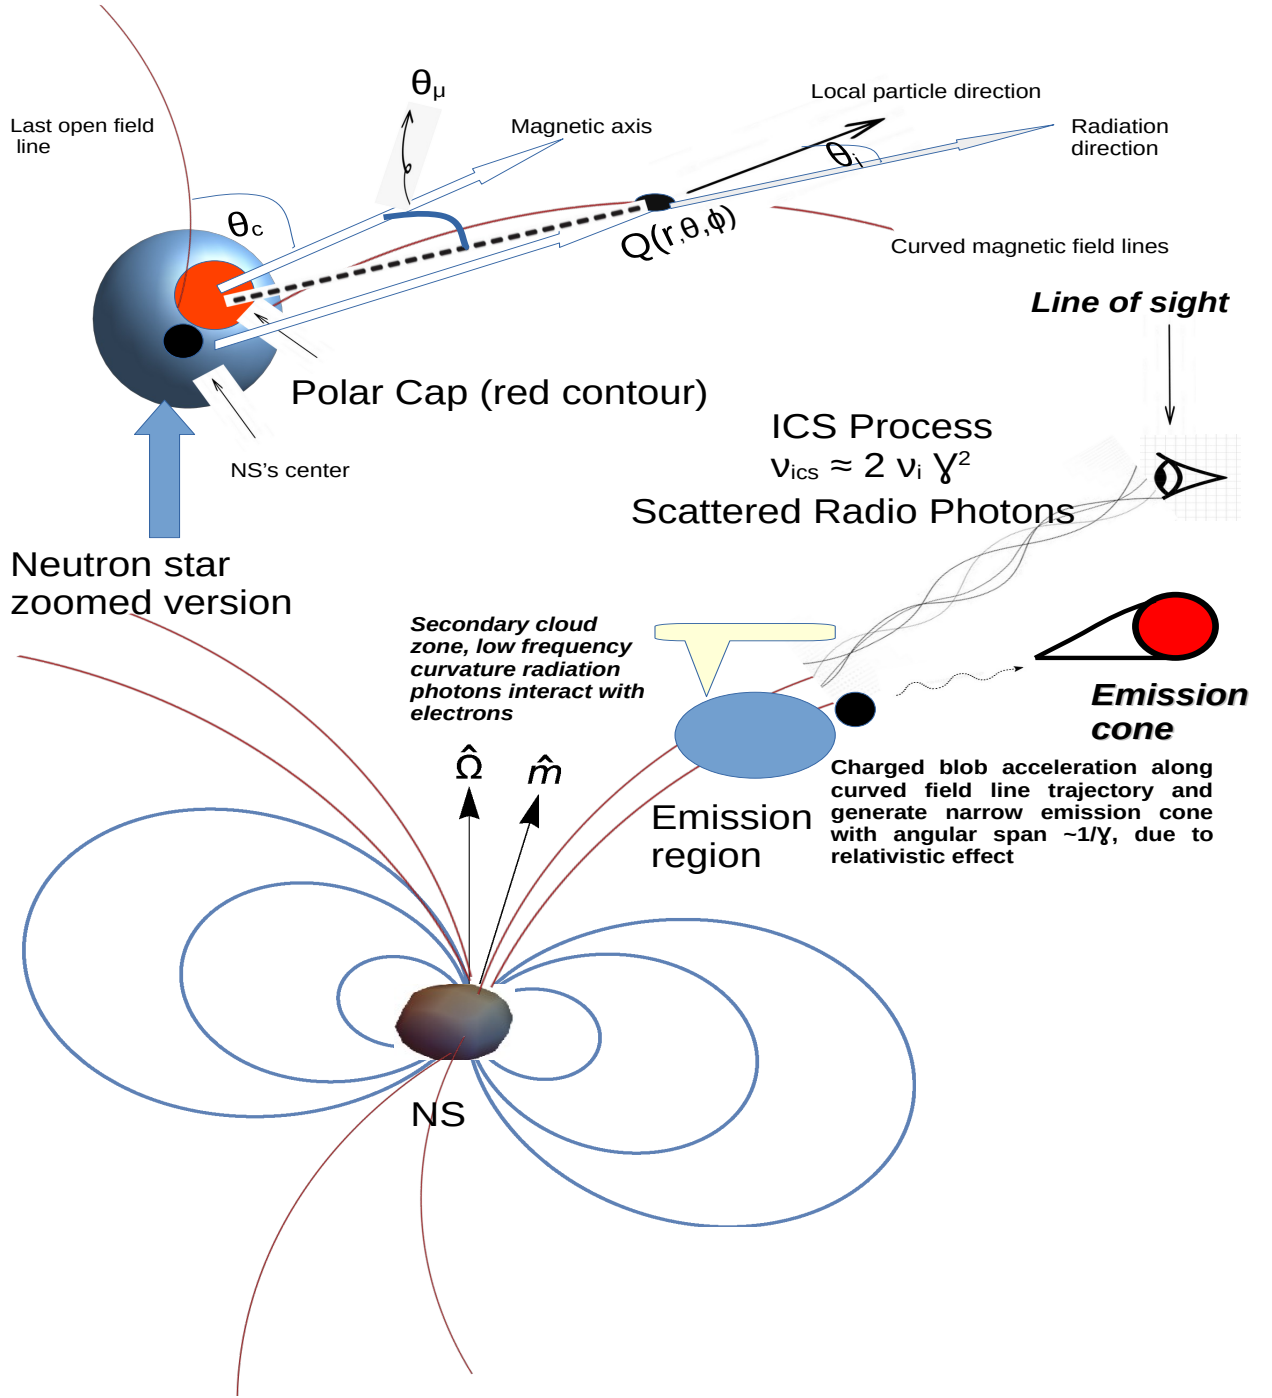 θμ
Local particle direction
Last open field
line
Magnetic axis
Radiation
direction
θi
θc
Q(r,θ,ϕ)
Curved magnetic field lines
Line of sight
Polar Cap (red contour)
ICS Process
νics ≈ 2 νi Ɣ²
NS's center
Scattered Radio Photons
Neutron star
zoomed version
Secondary cloud
zone, low frequency
curvature radiation
photons interact with
electrons
Emission
cone
Ω̂
m̂
Charged blob acceleration along
curved field line trajectory and
generate narrow emission cone
with angular span ~1/Ɣ, due to
relativistic effect
Emission
region
NS